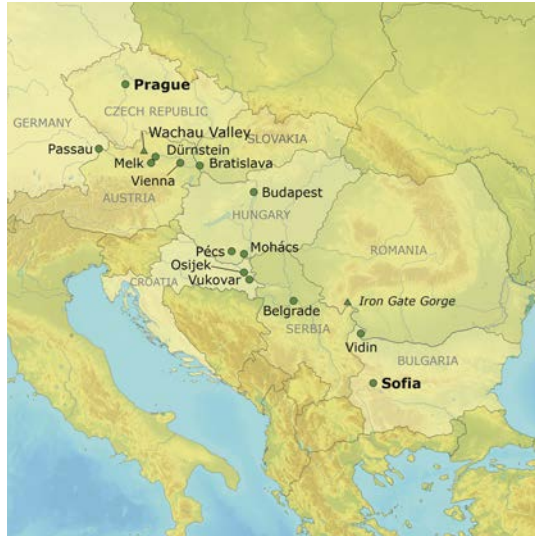 Prague
CZECH REPUBLIC
GERMANY
Wachau Valley
SLOVAKIA
Passau
Dürnstein
Melk
Bratislava
Vienna
AUSTRIA
Budapest
HUNGARY
Pécs
Mohács
ROMANIA
Osijek
CROATIA
Vukovar
Iron Gate Gorge
Belgrade
SERBIA
Vidin
BULGARIA
Sofia